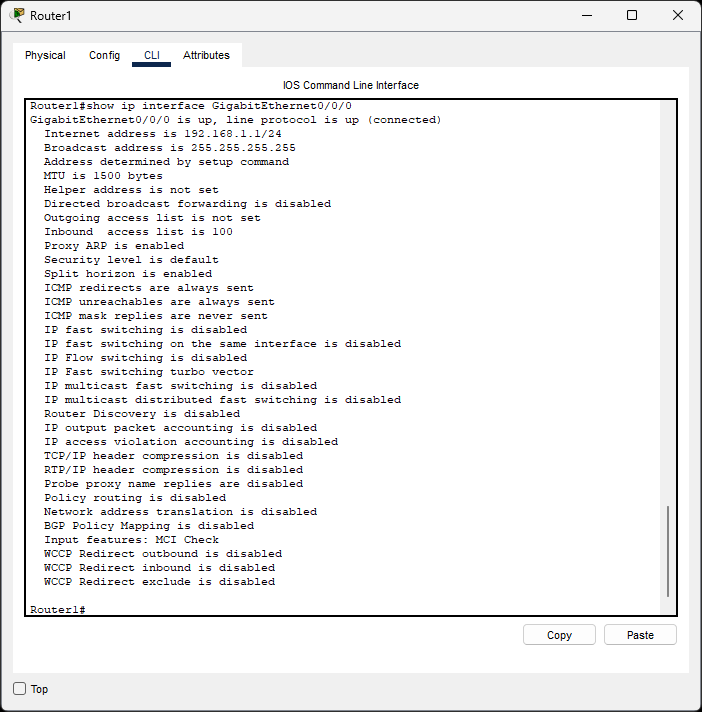 Router1
Physical Config CLI Attributes
IOS Command Line Interface
Router1#show ip interface GigabitEthernet0/0/0
GigabitEthernet0/0/0 is up, line protocol is up (connected)
  Internet address is 192.168.1.1/24
  Broadcast address is 255.255.255.255
  Address determined by setup command
  MTU is 1500 bytes
  Helper address is not set
  Directed broadcast forwarding is disabled
  Outgoing access list is not set
  Inbound  access list is 100
  Proxy ARP is enabled
  Security level is default
  Split horizon is enabled
  ICMP redirects are always sent
  ICMP unreachables are always sent
  ICMP mask replies are never sent
  IP fast switching is disabled
  IP fast switching on the same interface is disabled
  IP Flow switching is disabled
  IP Fast switching turbo vector
  IP multicast fast switching is disabled
  IP multicast distributed fast switching is disabled
  Router Discovery is disabled
  IP output packet accounting is disabled
  IP access violation accounting is disabled
  TCP/IP header compression is disabled
  RTP/IP header compression is disabled
  Probe proxy name replies are disabled
  Policy routing is disabled
  Network address translation is disabled
  BGP Policy Mapping is disabled
  Input features: MCI Check
  WCCP Redirect outbound is disabled
  WCCP Redirect inbound is disabled
  WCCP Redirect exclude is disabled
Router1#
Copy Paste
Top